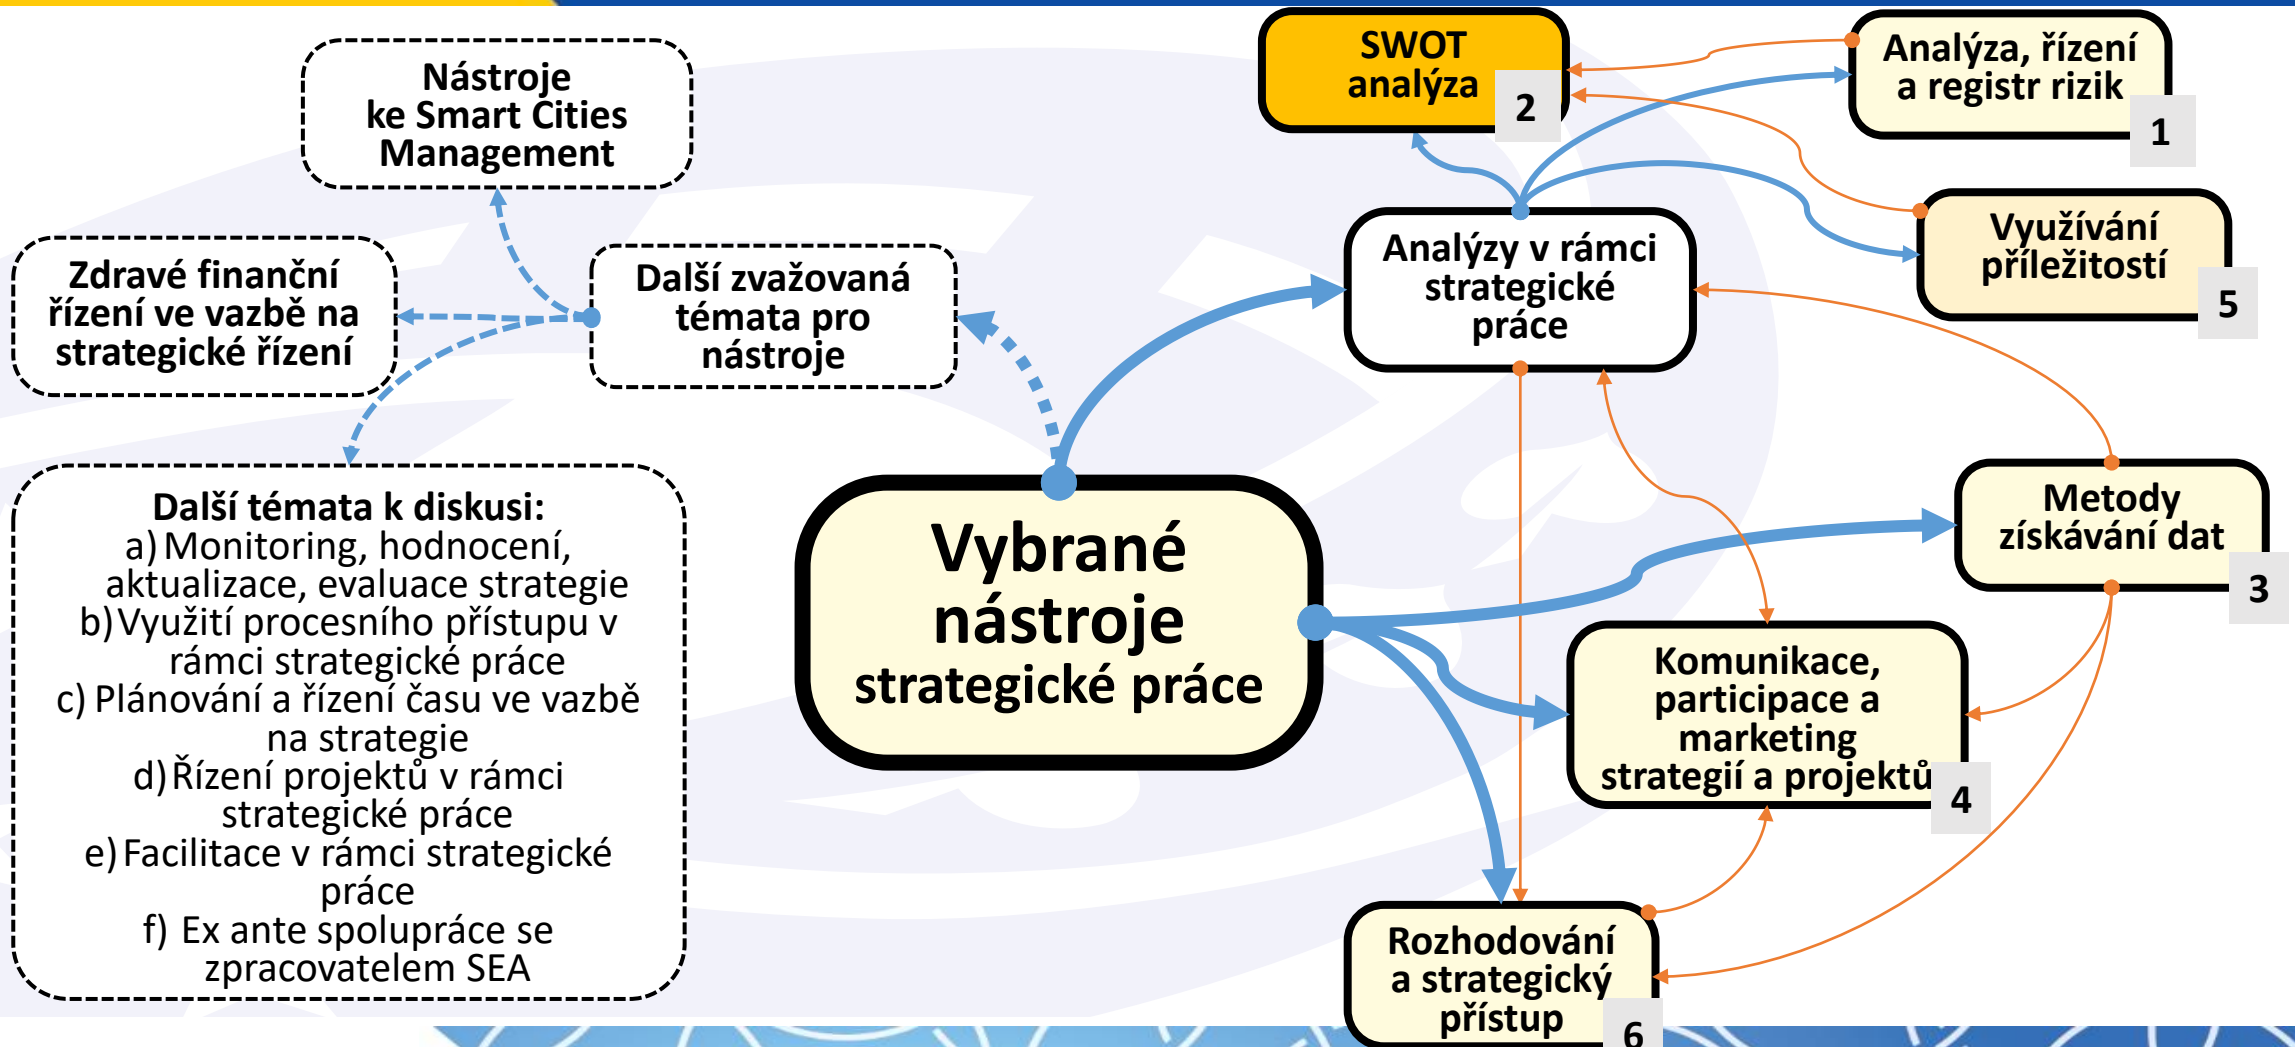 Nástroje
ke Smart Cities
Management
Zdravé finanční
řízení ve vazbě na
strategické řízení
Další zvažovaná
témata pro
nástroje
Další témata k diskusi:
a) Monitoring, hodnocení,
aktualizace, evaluace strategie
b) Využití procesního přístupu v
rámci strategické práce
c) Plánování a řízení času ve vazbě
na strategie
d) Řízení projektů v rámci
strategické práce
e) Facilitace v rámci strategické
práce
f) Ex ante spolupráce se
zpracovatelem SEA
Vybrané
nástroje
strategické práce
SWOT
analýza
2
Analýza, řízení
a registr rizik
1
Analýzy v rámci
strategické
práce
Využívání
příležitostí
5
Metody
získávání dat
3
Komunikace,
participace a
marketing
strategií a projektů
4
Rozhodování
a strategický
přístup
6